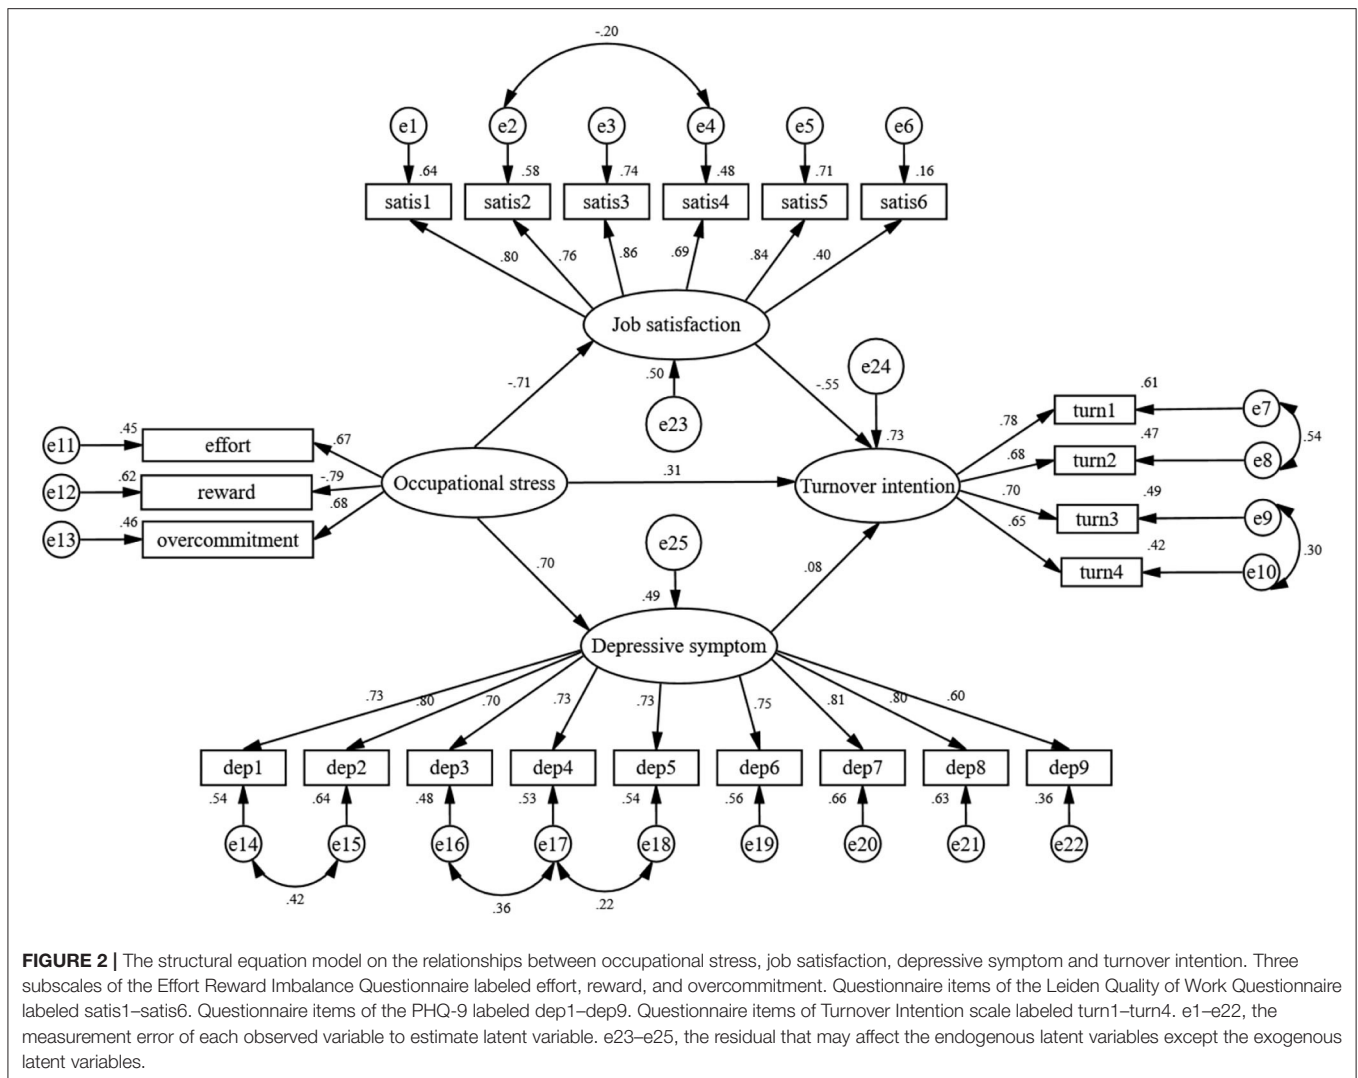 -.20
e1 e2 e3 e4 e5 e6
.64 .58 .74 .48 .71 .16
satis1 satis2 satis3 satis4 satis5 satis6
.80 .76 .86 .69 .84 .40
Job satisfaction
-.71 .50 e23 -.55 e24 .73
e11 .45 effort .67
e12 .62 reward -.79
e13 .46 overcommitment .68
Occupational stress
.31
Turnover intention
.78 turn1 .61 e7
.68 turn2 .47 e8
.54
.70 turn3 .49 e9
.65 turn4 .42 e10
.30
.70 e25 .49 .08
Depressive symptom
.73 .80 .70 .73 .73 .75 .81 .80 .60
dep1 dep2 dep3 dep4 dep5 dep6 dep7 dep8 dep9
.54 .64 .48 .53 .54 .56 .66 .63 .36
e14 e15 e16 e17 e18 e19 e20 e21 e22
.42 .36 .22
FIGURE 2 | The structural equation model on the relationships between occupational stress, job satisfaction, depressive symptom and turnover intention. Three
subscales of the Effort Reward Imbalance Questionnaire labeled effort, reward, and overcommitment. Questionnaire items of the Leiden Quality of Work Questionnaire
labeled satis1–satis6. Questionnaire items of the PHQ-9 labeled dep1–dep9. Questionnaire items of Turnover Intention scale labeled turn1–turn4. e1–e22, the
measurement error of each observed variable to estimate latent variable. e23–e25, the residual that may affect the endogenous latent variables except the exogenous
latent variables.